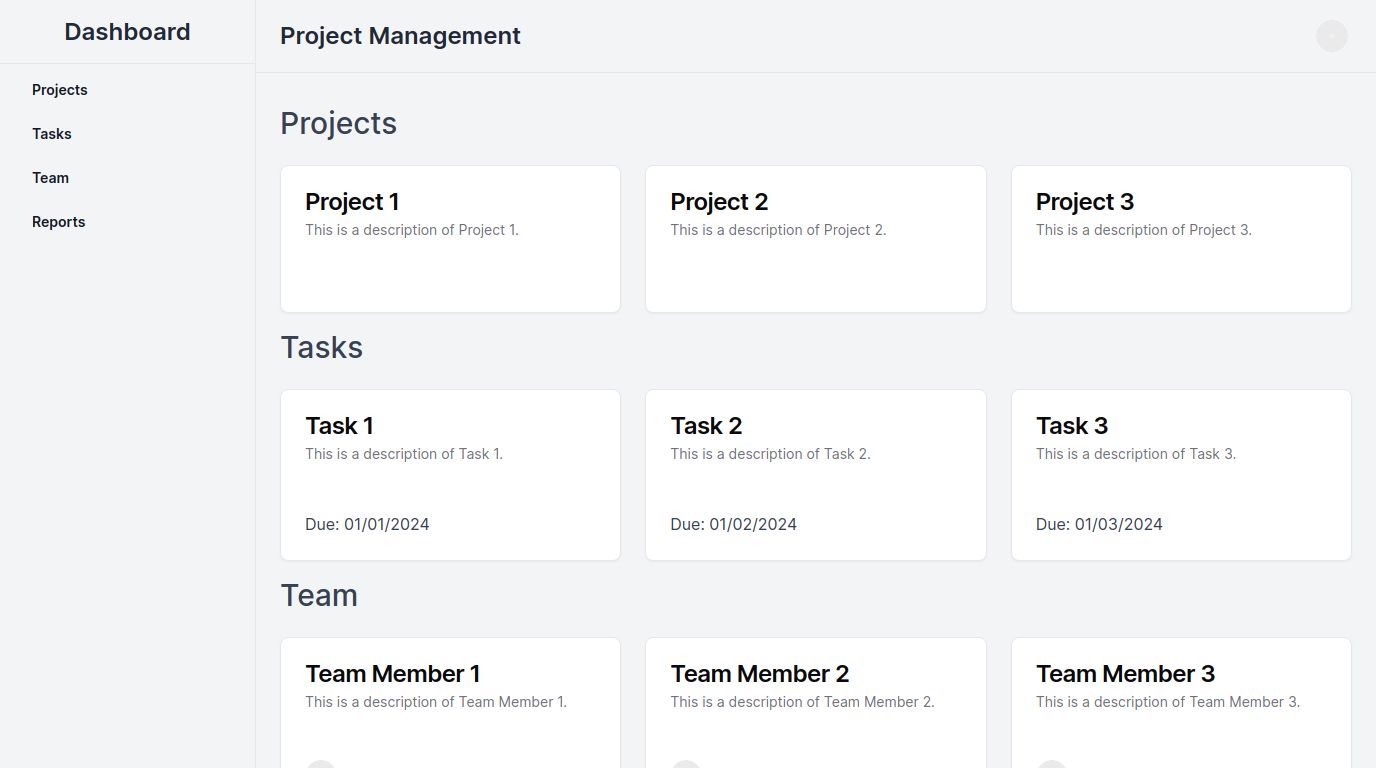 Dashboard
Project Management
Projects
Tasks
Team
Reports
Projects
Project 1
This is a description of Project 1.
Project 2
This is a description of Project 2.
Project 3
This is a description of Project 3.
Tasks
Task 1
This is a description of Task 1.
Due: 01/01/2024
Task 2
This is a description of Task 2.
Due: 01/02/2024
Task 3
This is a description of Task 3.
Due: 01/03/2024
Team
Team Member 1
This is a description of Team Member 1.
Team Member 2
This is a description of Team Member 2.
Team Member 3
This is a description of Team Member 3.